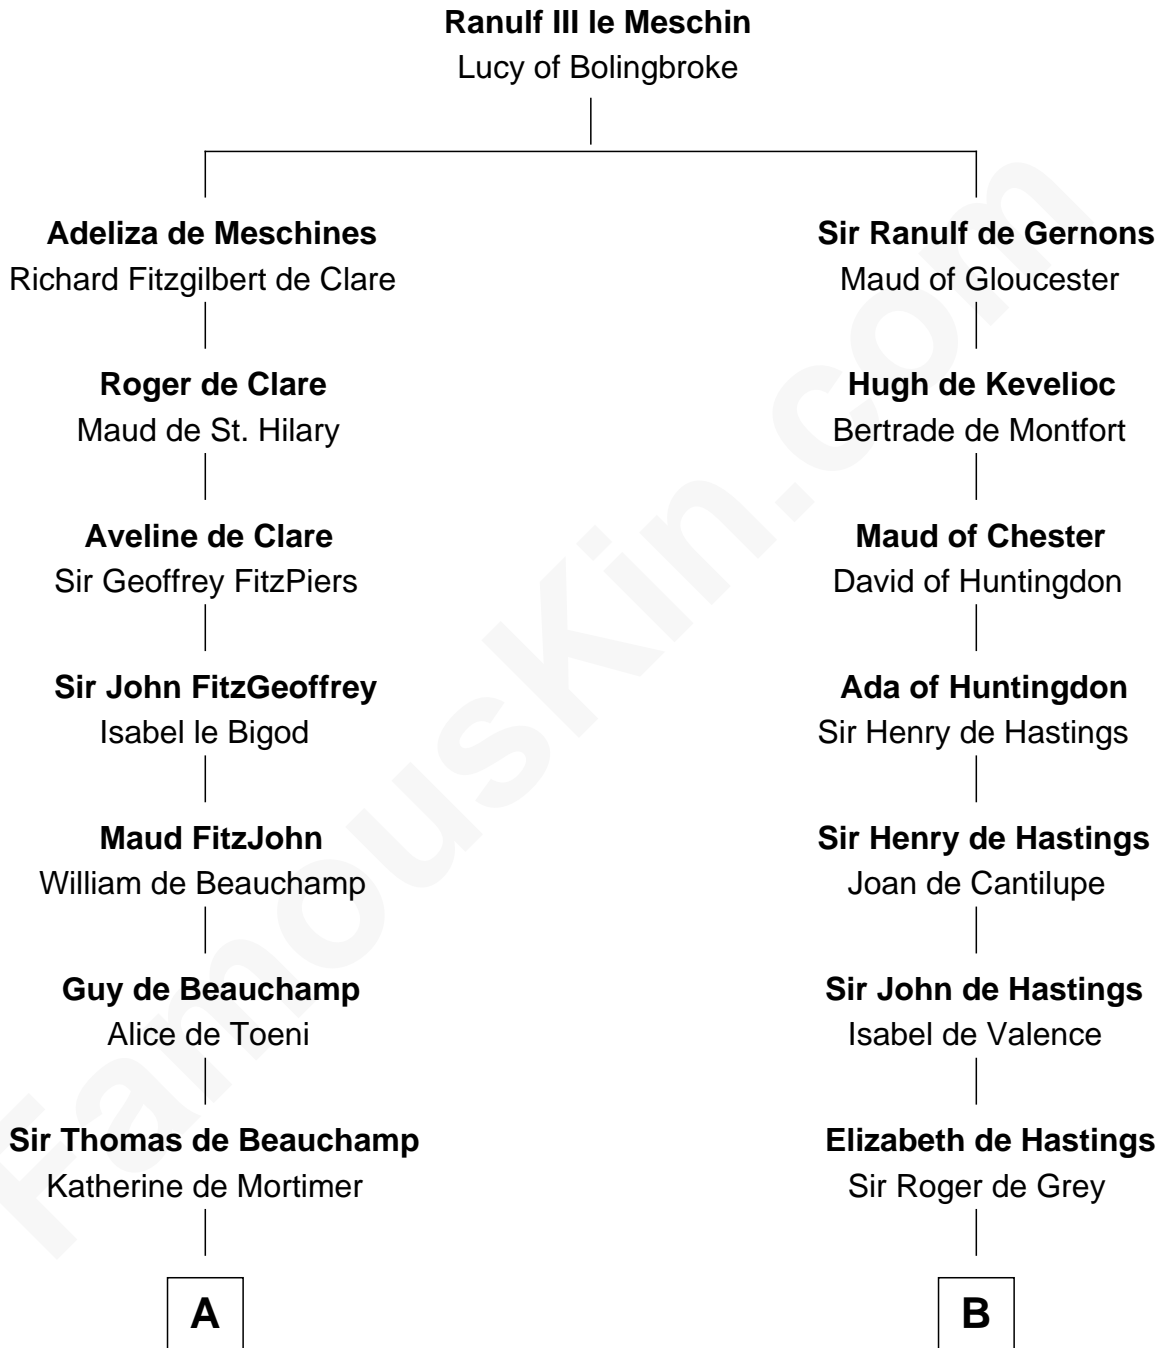 Ranulf III le Meschin
Lucy of Bolingbroke
Adeliza de Meschines
Richard Fitzgilbert de Clare
Sir Ranulf de Gernons
Maud of Gloucester
Roger de Clare
Maud de St. Hilary
Hugh de Kevelioc
Bertrade de Montfort
Aveline de Clare
Sir Geoffrey FitzPiers
Maud of Chester
David of Huntingdon
Sir John FitzGeoffrey
Isabel le Bigod
Ada of Huntingdon
Sir Henry de Hastings
Maud FitzJohn
William de Beauchamp
Sir Henry de Hastings
Joan de Cantilupe
Guy de Beauchamp
Alice de Toeni
Sir John de Hastings
Isabel de Valence
Sir Thomas de Beauchamp
Katherine de Mortimer
Elizabeth de Hastings
Sir Roger de Grey
A
B
FamousKin.com